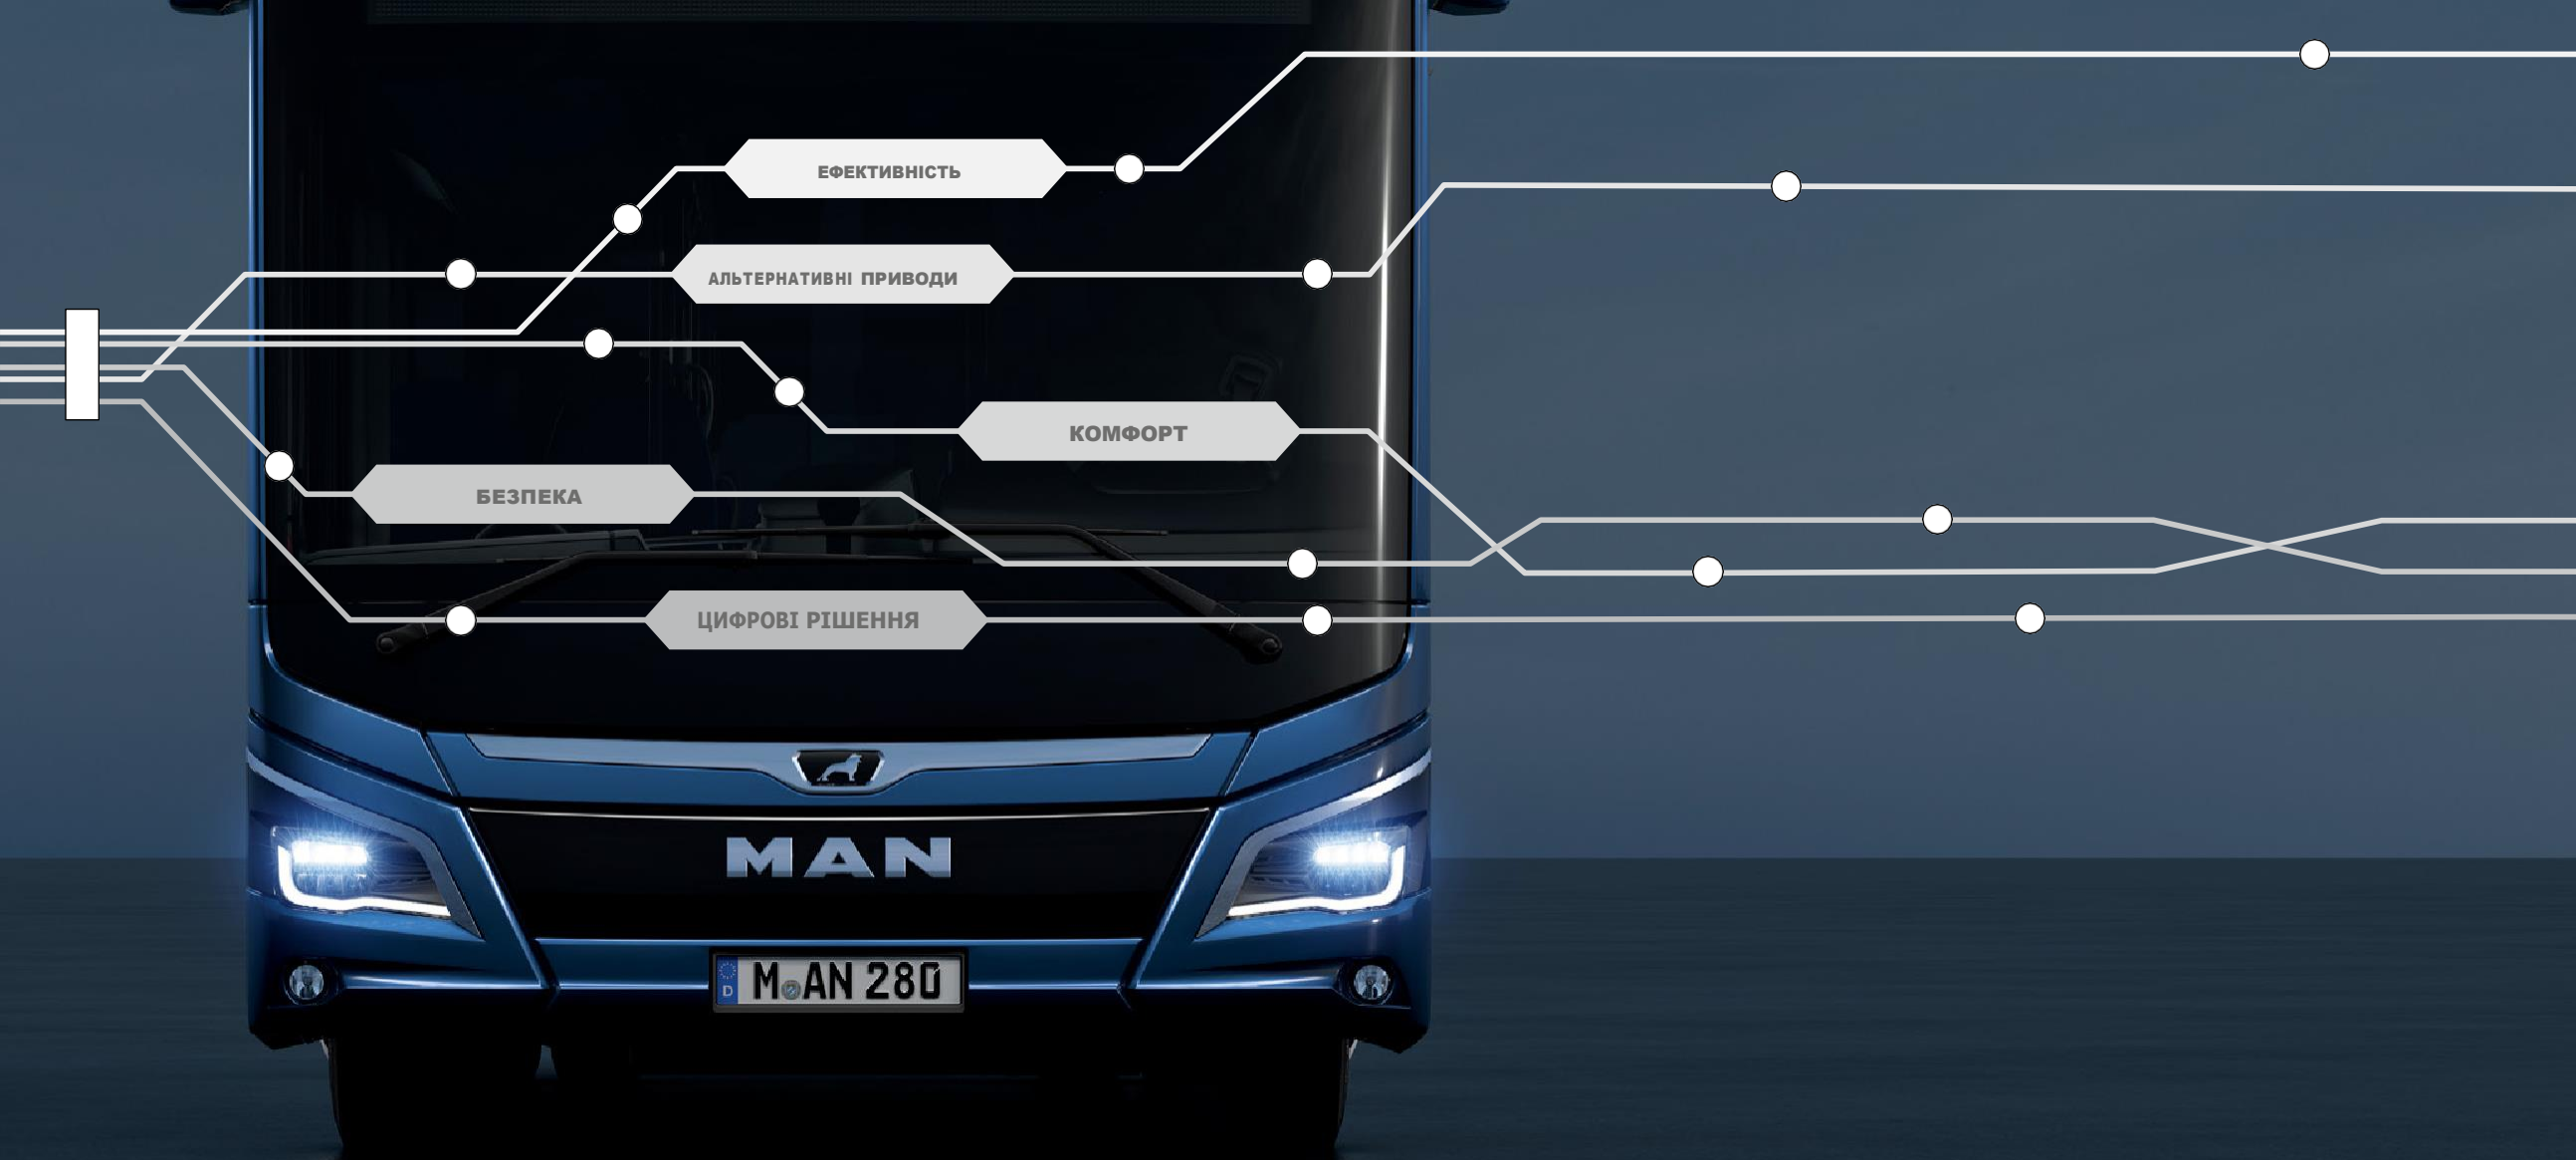 ЕФЕКТИВНІСТЬ
АЛЬТЕРНАТИВНІ ПРИВОДИ
КОМФОРТ
БЕЗПЕКА
ЦИФРОВІ РІШЕННЯ
MAN
D M AN 280